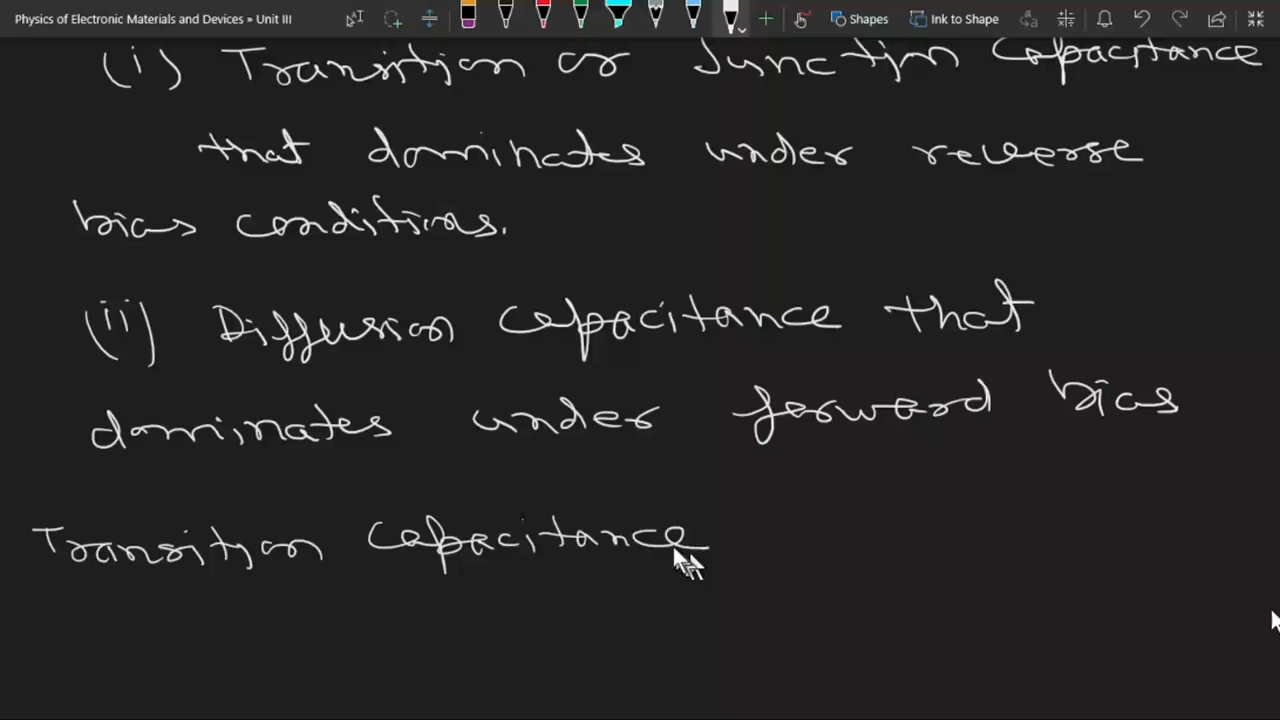 Physics of Electronic Materials and Devices » Unit III
Shapes
Ink to Shape
(i) Transition or Junction Capacitance
that dominates under reverse
bias conditions.
(ii) Diffusion capacitance that
dominates under forward bias
Transition capacitance